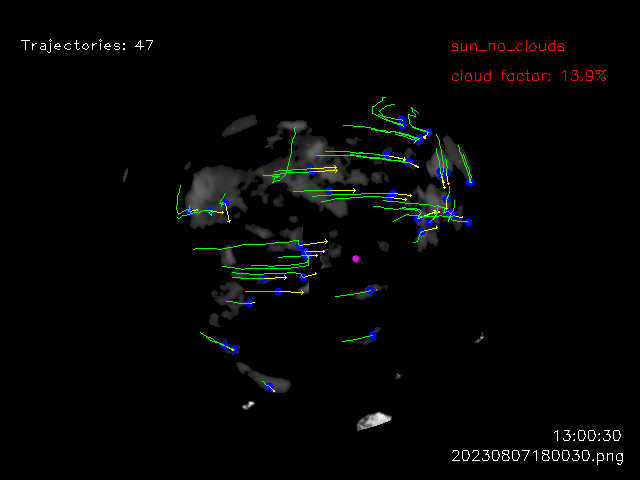 Trajectories: 47
sun_no_clouds
cloud factor: 13.9%
13:00:30
20230807180030.png